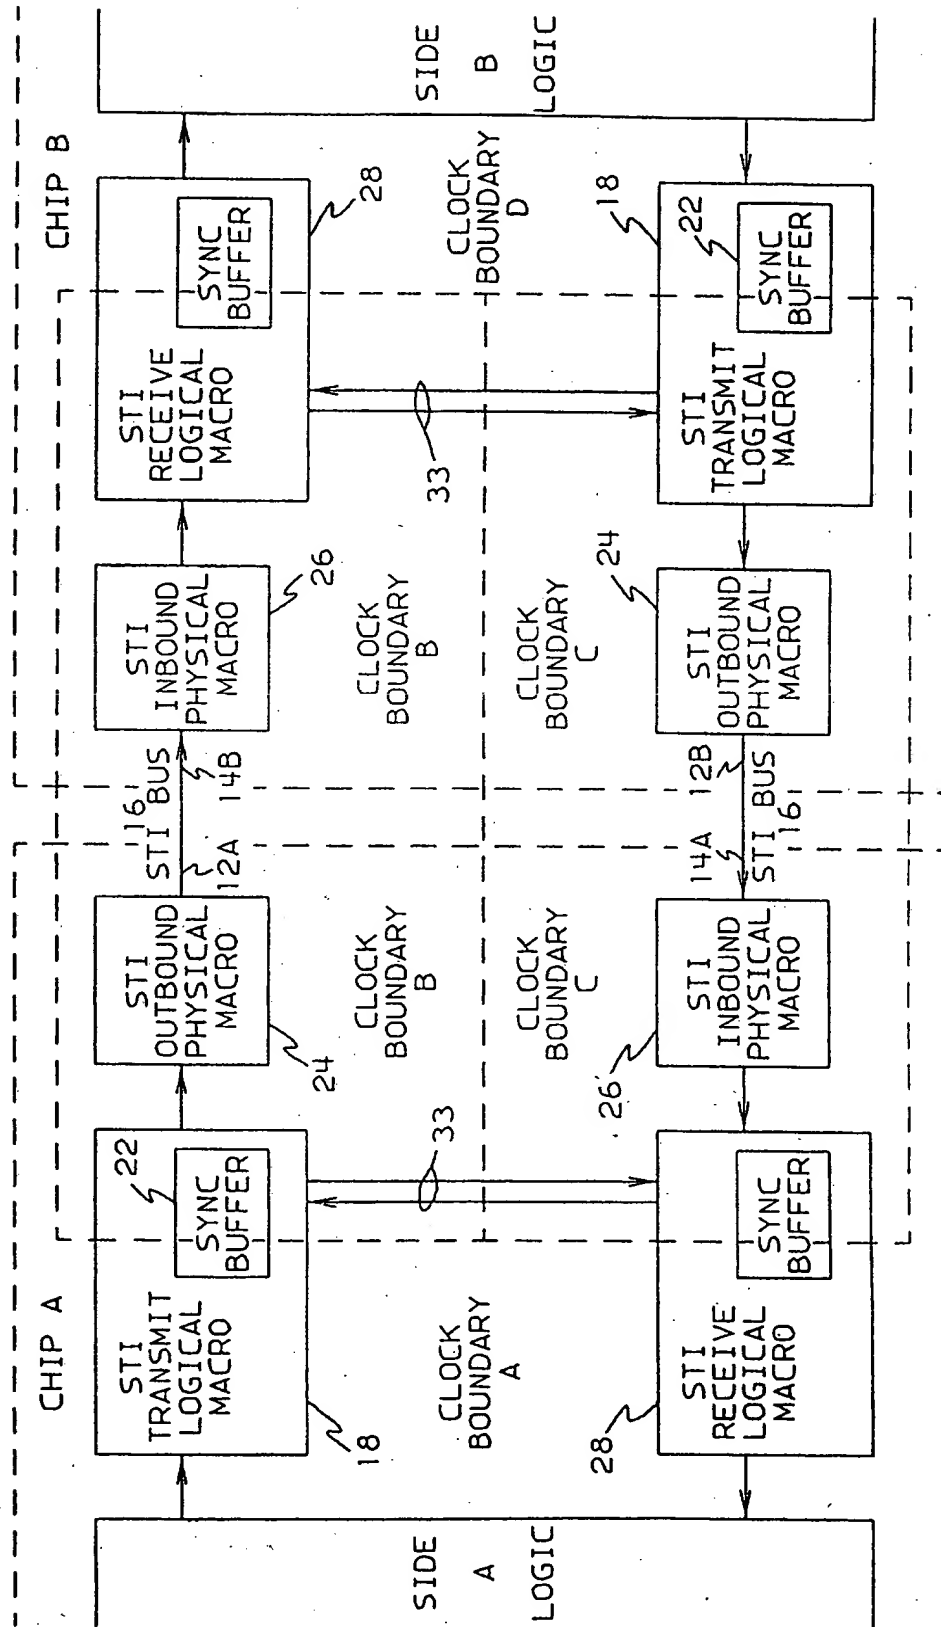 CHIP A
CHIP B
SIDE
A
LOGIC
STI
TRANSMIT
LOGICAL
MACRO
SYNC
BUFFER
22
18
STI
OUTBOUND
PHYSICAL
MACRO
24
STI BUS
16
12A
14B
STI
INBOUND
PHYSICAL
MACRO
26
STI
RECEIVE
LOGICAL
MACRO
SYNC
BUFFER
28
SIDE
B
LOGIC
CLOCK
BOUNDARY
A
33
CLOCK
BOUNDARY
B
CLOCK
BOUNDARY
B
33
CLOCK
BOUNDARY
D
CLOCK
BOUNDARY
C
CLOCK
BOUNDARY
C
28
STI
RECEIVE
LOGICAL
MACRO
SYNC
BUFFER
26
STI
INBOUND
PHYSICAL
MACRO
14A
12B
STI BUS
16
24
STI
OUTBOUND
PHYSICAL
MACRO
18
STI
TRANSMIT
LOGICAL
MACRO
22
SYNC
BUFFER